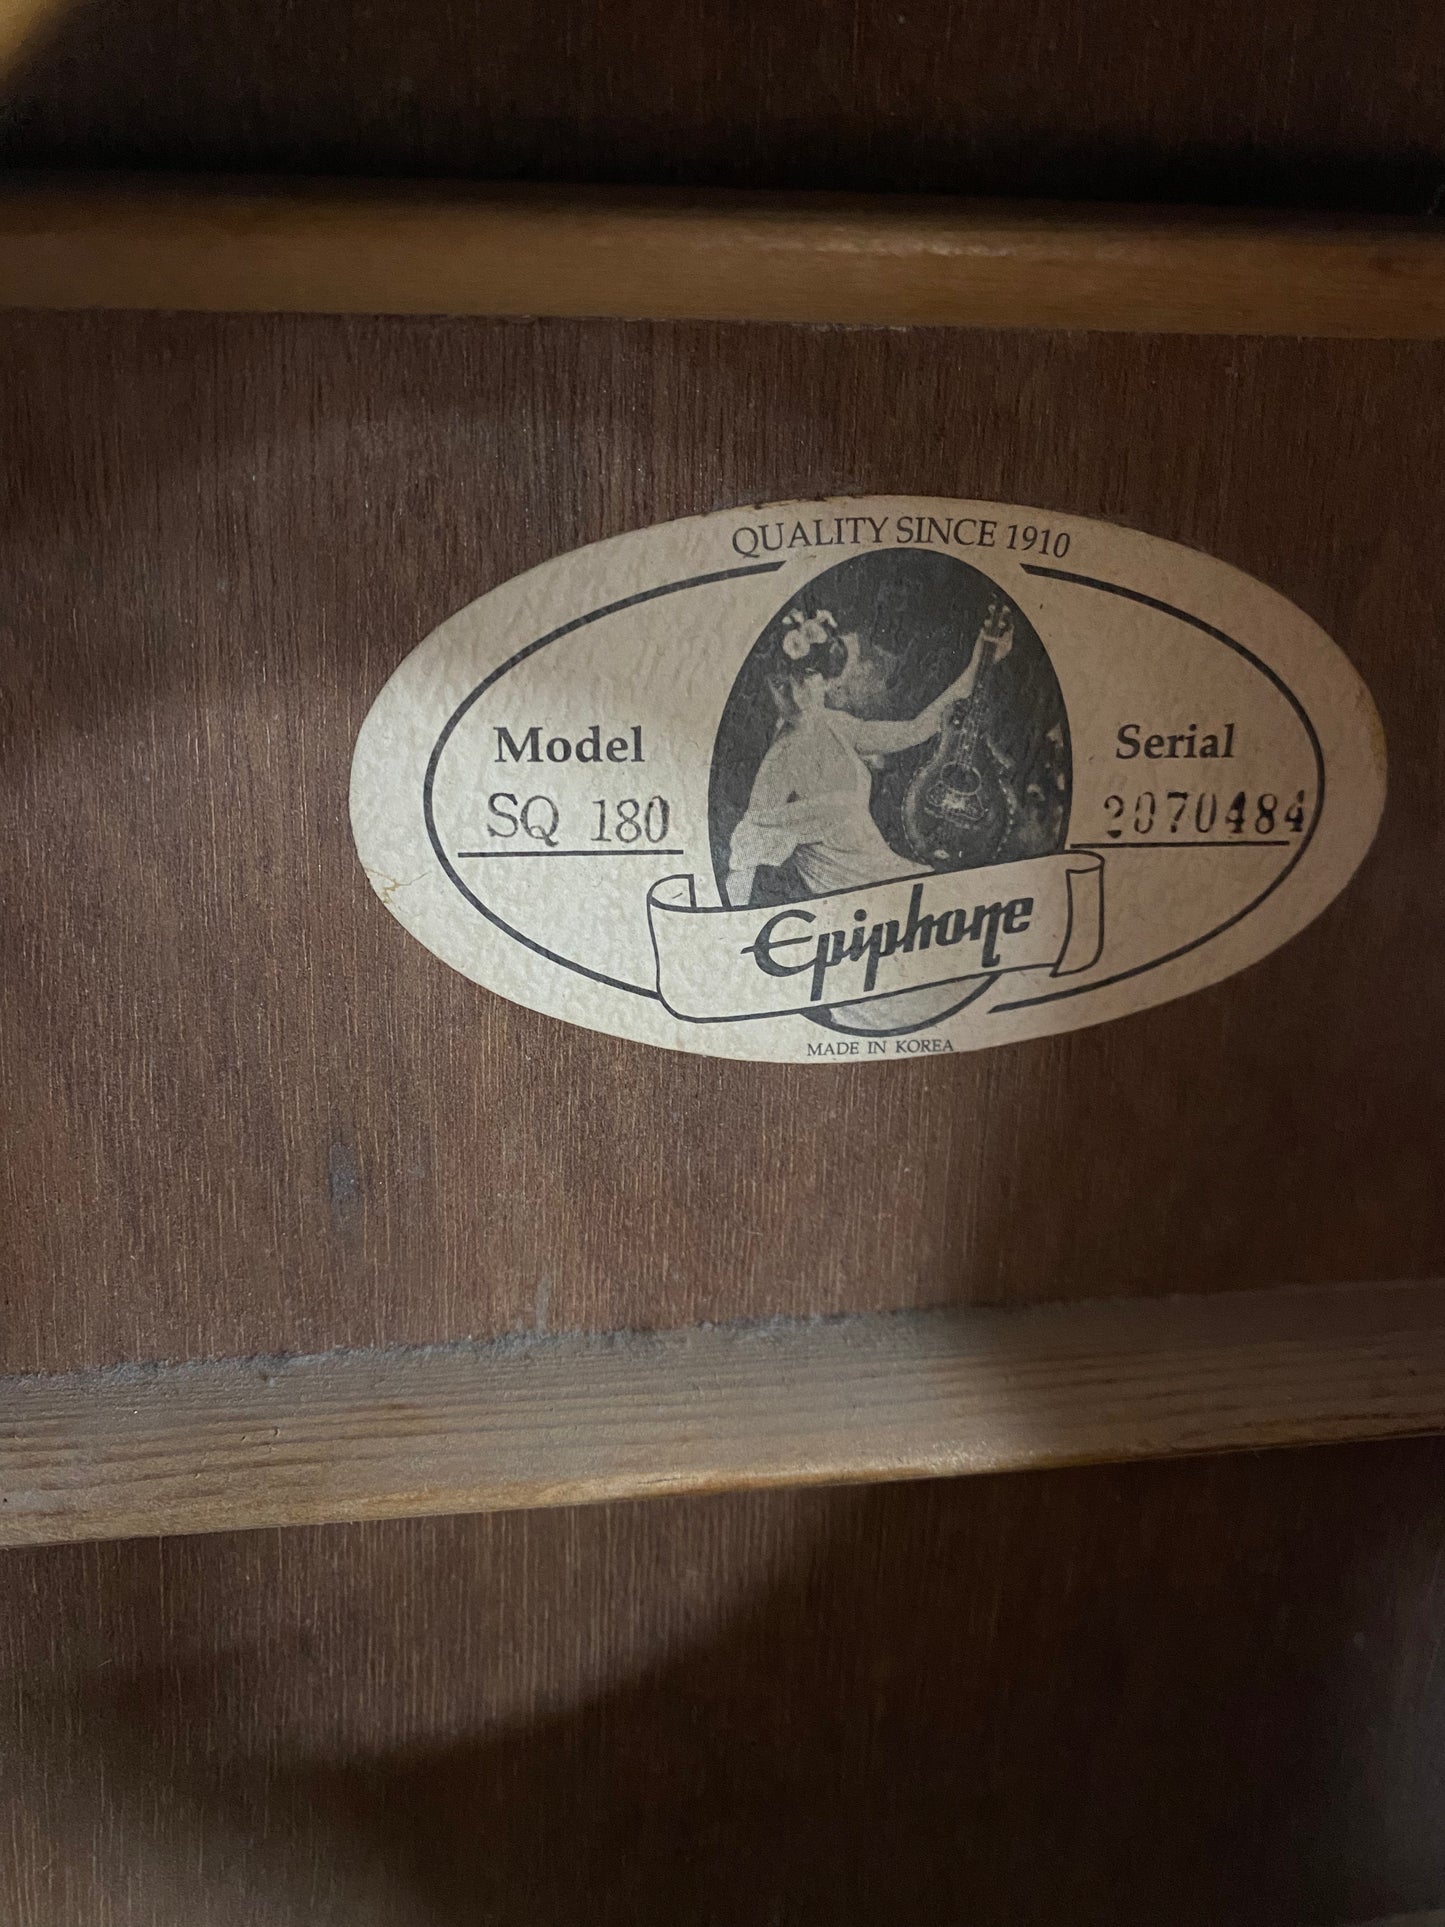 QUALITY SINCE 1910
Model
SQ 180
Serial
2070484
Epiphone
MADE IN KOREA